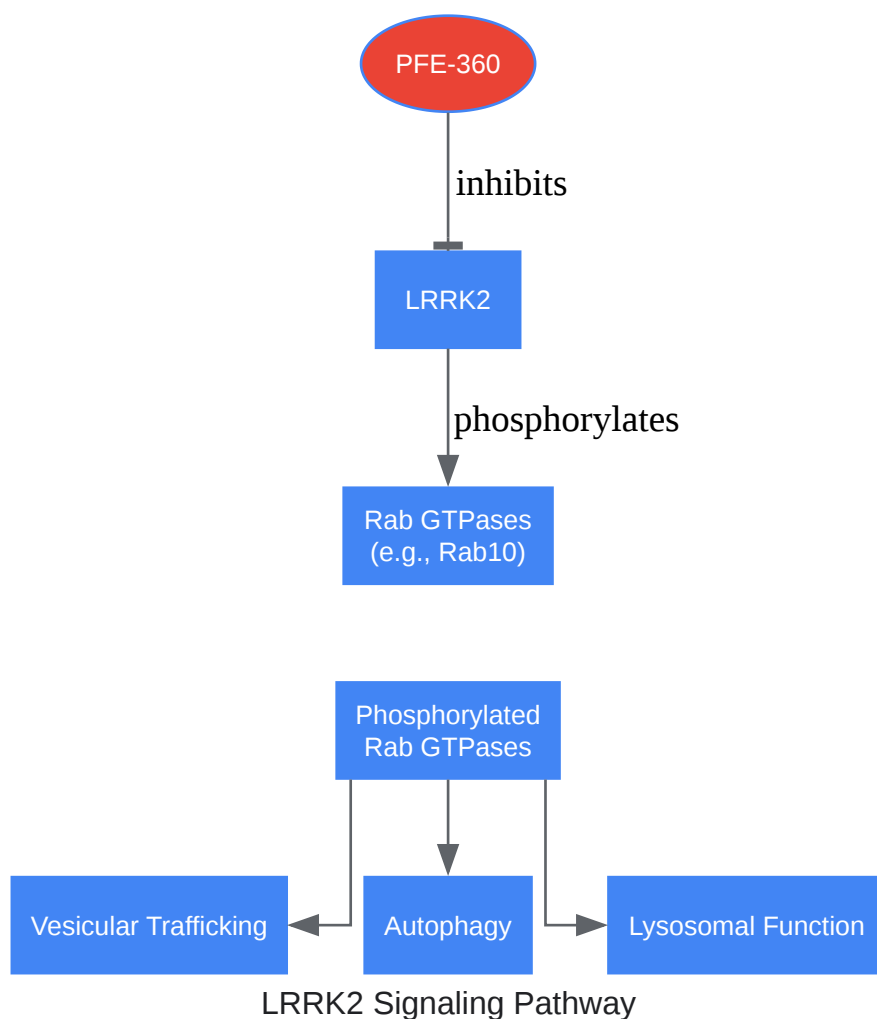 PFE-360
inhibits
LRRK2
phosphorylates
Rab GTPases
(e.g., Rab10)
Phosphorylated
Rab GTPases
Vesicular Trafficking
Autophagy
Lysosomal Function
LRRK2 Signaling Pathway